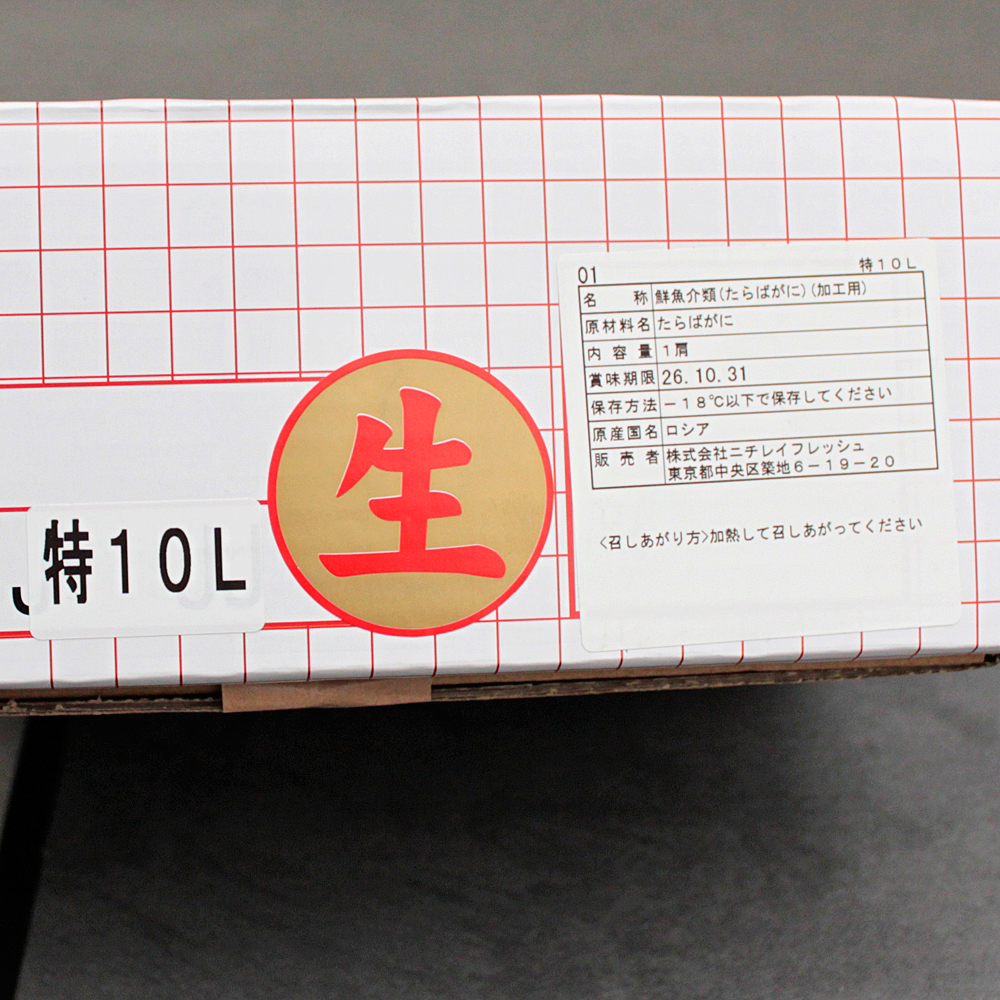 01 特10L
名 称 鮮魚介類(たらばがに)(加工用)
原材料名 たらばがに
内容量 1肩
賞味期限 26.10.31
保存方法 −18℃以下で保存してください
原産国名 ロシア
販売者 株式会社ニチレイフレッシュ
東京都中央区築地6−19−20
<召しあがり方>加熱して召しあがってください
生
特10L